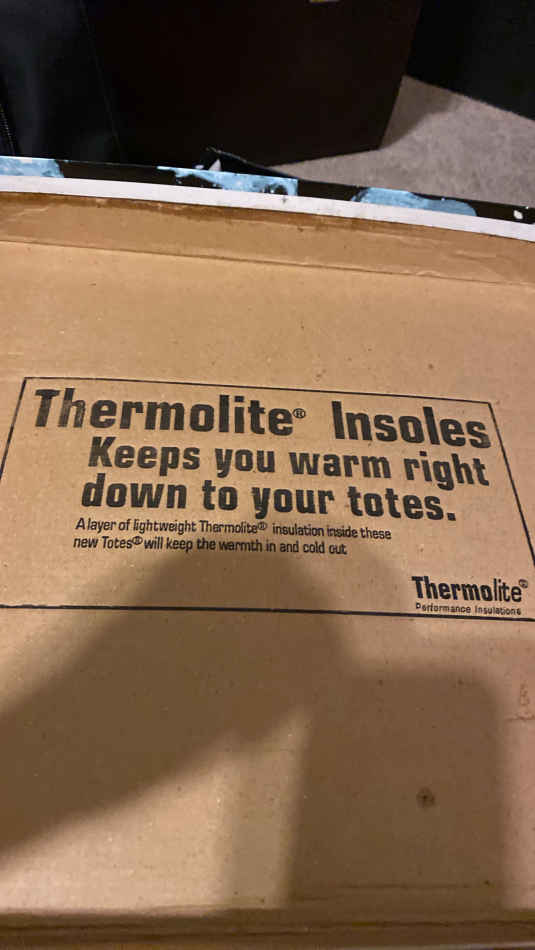 Thermolite® Insoles
Keeps you warm right
down to your totes.
A layer of lightweight Thermolite® insulation inside these
new Totes® will keep the warmth in and cold out
Thermolite®
Performance Insulations